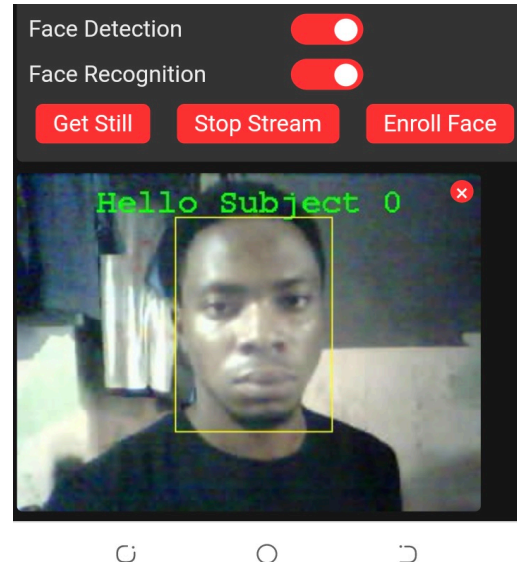 Face Detection
Face Recognition
Get Still Stop Stream Enroll Face
Hello Subject 0